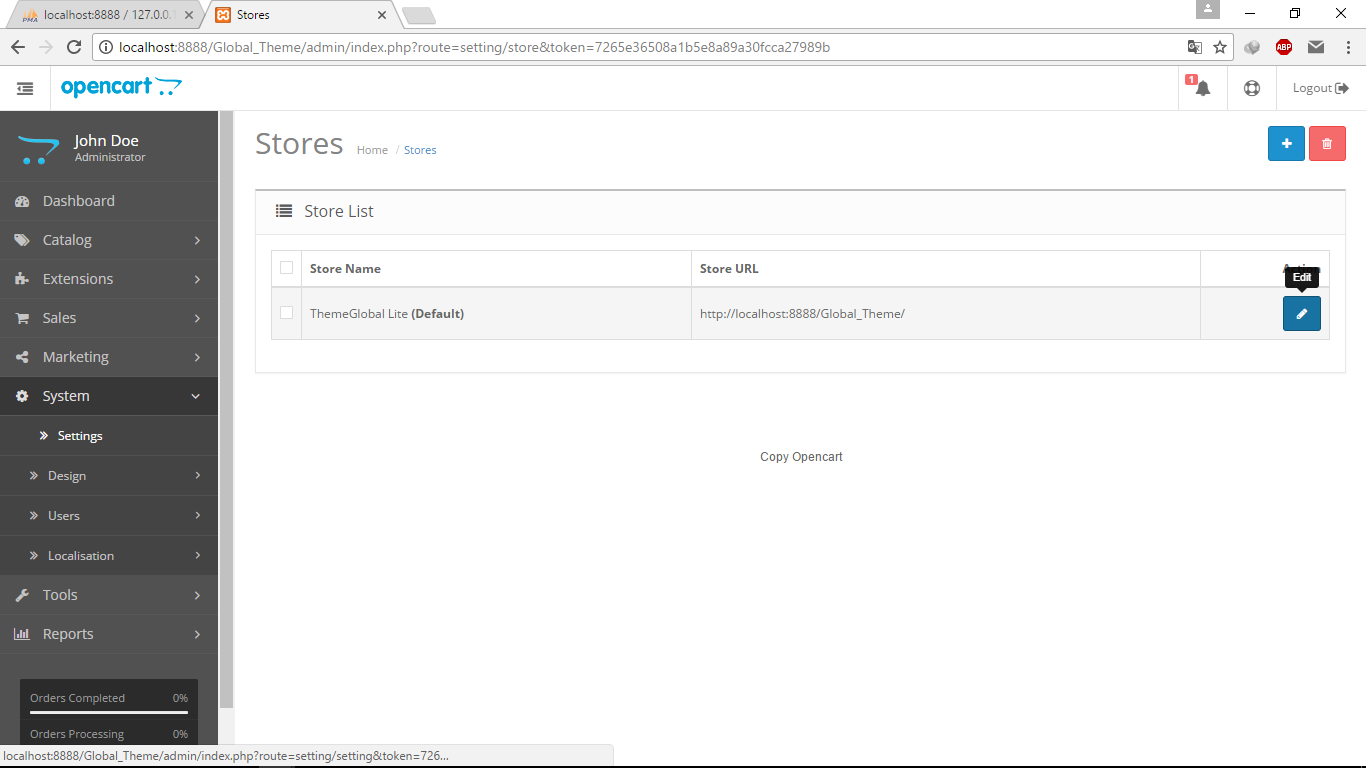 localhost:8888 / 127.0.0.
Stores
localhost:8888/Global_Theme/admin/index.php?route=setting/store&token=7265e36508a1b5e8a89a30fcca27989b
ABP
opencart
1
Logout
John Doe
Administrator
Stores
Home / Stores
Dashboard
Catalog
Extensions
Sales
Marketing
System
Settings
Design
Users
Localisation
Tools
Reports
Orders Completed 0%
Orders Processing 0%
Store List
Store Name Store URL
Edit
ThemeGlobal Lite (Default) http://localhost:8888/Global_Theme/
Copy Opencart
localhost:8888/Global_Theme/admin/index.php?route=setting/setting&token=726...